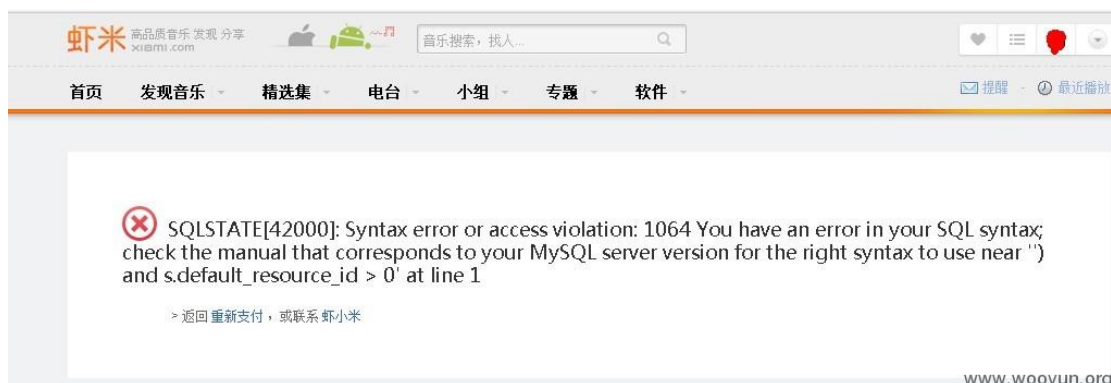 虾米 高品质音乐 发现 分享
xiami.com
音乐搜索，找人...
首页 发现音乐 精选集 电台 小组 专题 软件
提醒 最近播放
SQLSTATE[42000]: Syntax error or access violation: 1064 You have an error in your SQL syntax;
check the manual that corresponds to your MySQL server version for the right syntax to use near '')
and s.default_resource_id > 0' at line 1
> 返回 重新支付，或联系 虾小米
www.wooyun.org